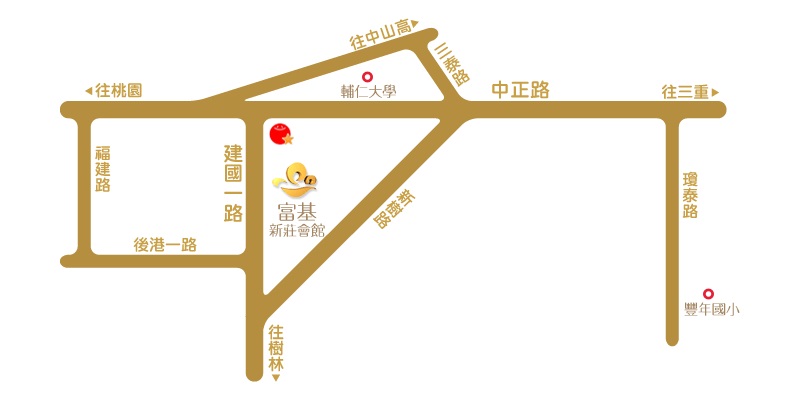 往中山高▶
三泰路
◀往桃園
輔仁大學
中正路
往三重▶
福建路
建國一路
富基
新莊會館
新樹路
瓊泰路
後港一路
豐年國小
往樹林▼